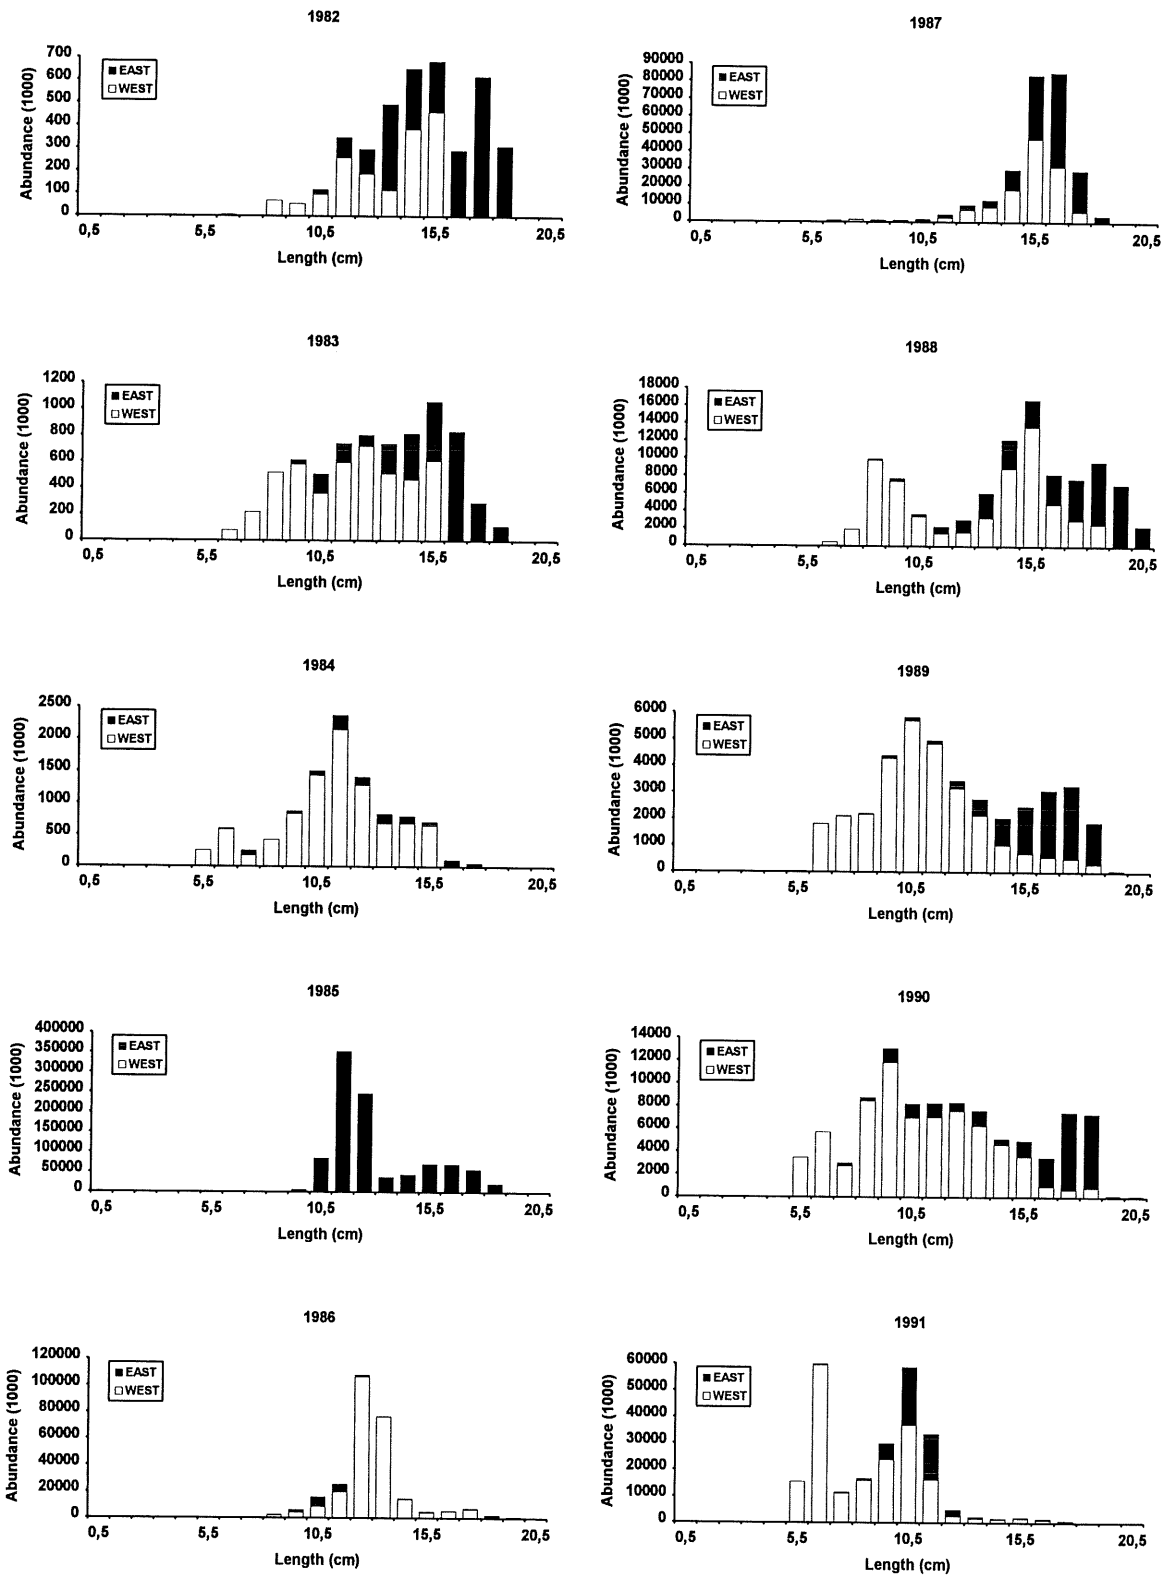 1982
700
600
500
400
300
200
100
0
Abundance (1000)
EAST
WEST
0,5 5,5 10,5 15,5 20,5
Length (cm)
1987
90000
80000
70000
60000
50000
40000
30000
20000
10000
0
Abundance (1000)
EAST
WEST
0,5 5,5 10,5 15,5 20,5
Length (cm)
1983
1200
1000
800
600
400
200
0
Abundance (1000)
EAST
WEST
0,5 5,5 10,5 15,5 20,5
Length (cm)
1988
18000
16000
14000
12000
10000
8000
6000
4000
2000
0
Abundance (1000)
EAST
WEST
0,5 5,5 10,5 15,5 20,5
Length (cm)
1984
2500
2000
1500
1000
500
0
Abundance (1000)
EAST
WEST
0,5 5,5 10,5 15,5 20,5
Length (cm)
1989
6000
5000
4000
3000
2000
1000
0
Abundance (1000)
EAST
WEST
0,5 5,5 10,5 15,5 20,5
Length (cm)
1985
400000
350000
300000
250000
200000
150000
100000
50000
0
Abundance (1000)
EAST
WEST
0,5 5,5 10,5 15,5 20,5
Length (cm)
1990
14000
12000
10000
8000
6000
4000
2000
0
Abundance (1000)
EAST
WEST
0,5 5,5 10,5 15,5 20,5
Length (cm)
1986
120000
100000
80000
60000
40000
20000
0
Abundance (1000)
EAST
WEST
0,5 5,5 10,5 15,5 20,5
Length (cm)
1991
60000
50000
40000
30000
20000
10000
0
Abundance (1000)
EAST
WEST
0,5 5,5 10,5 15,5 20,5
Length (cm)